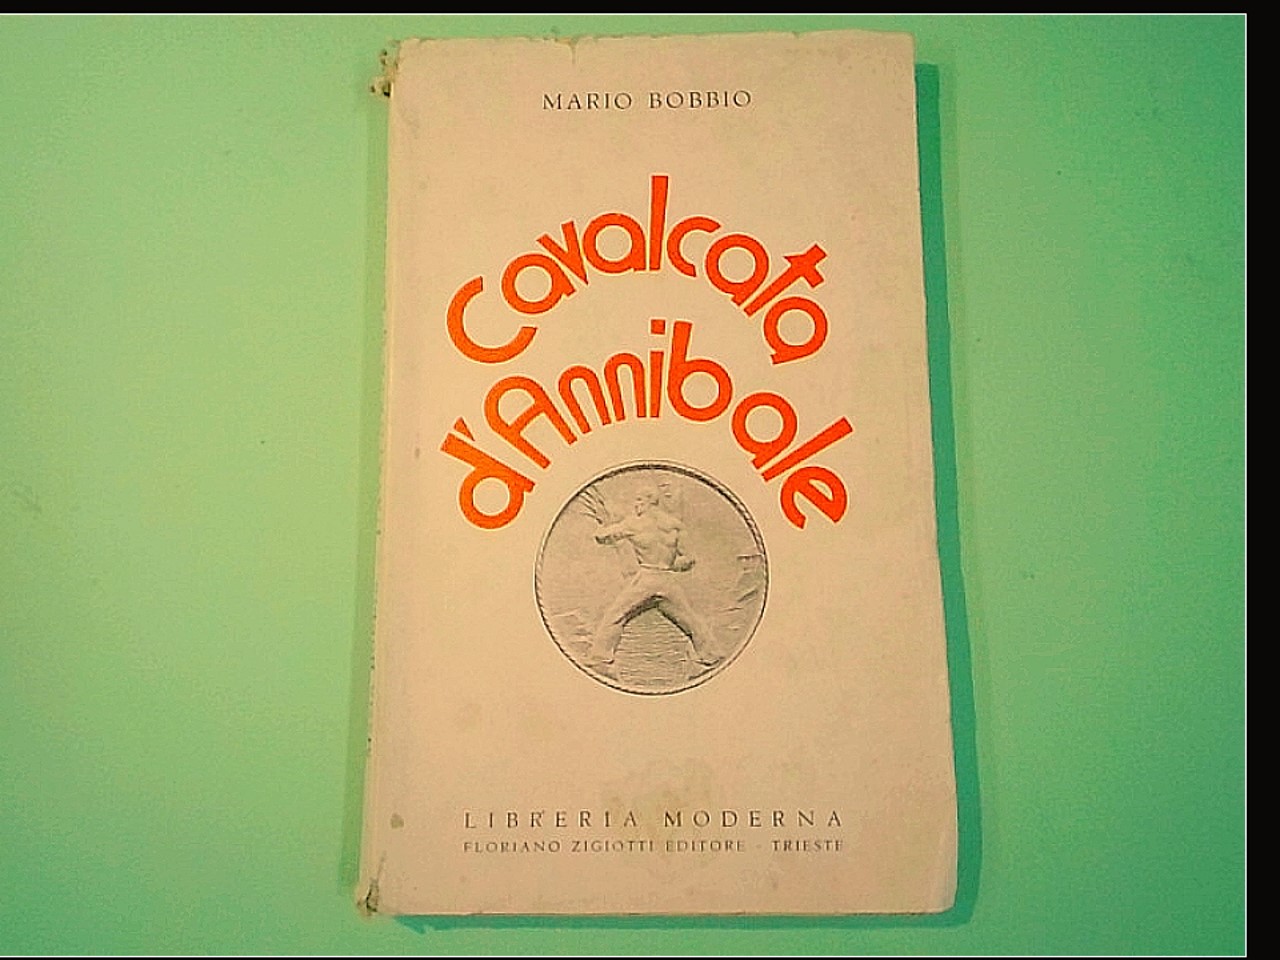 MARIO BOBBIO
Cavalcata
d'Annibale
LIBRERIA MODERNA
FLORIANO ZIGIOTTI EDITORE - TRIESTE